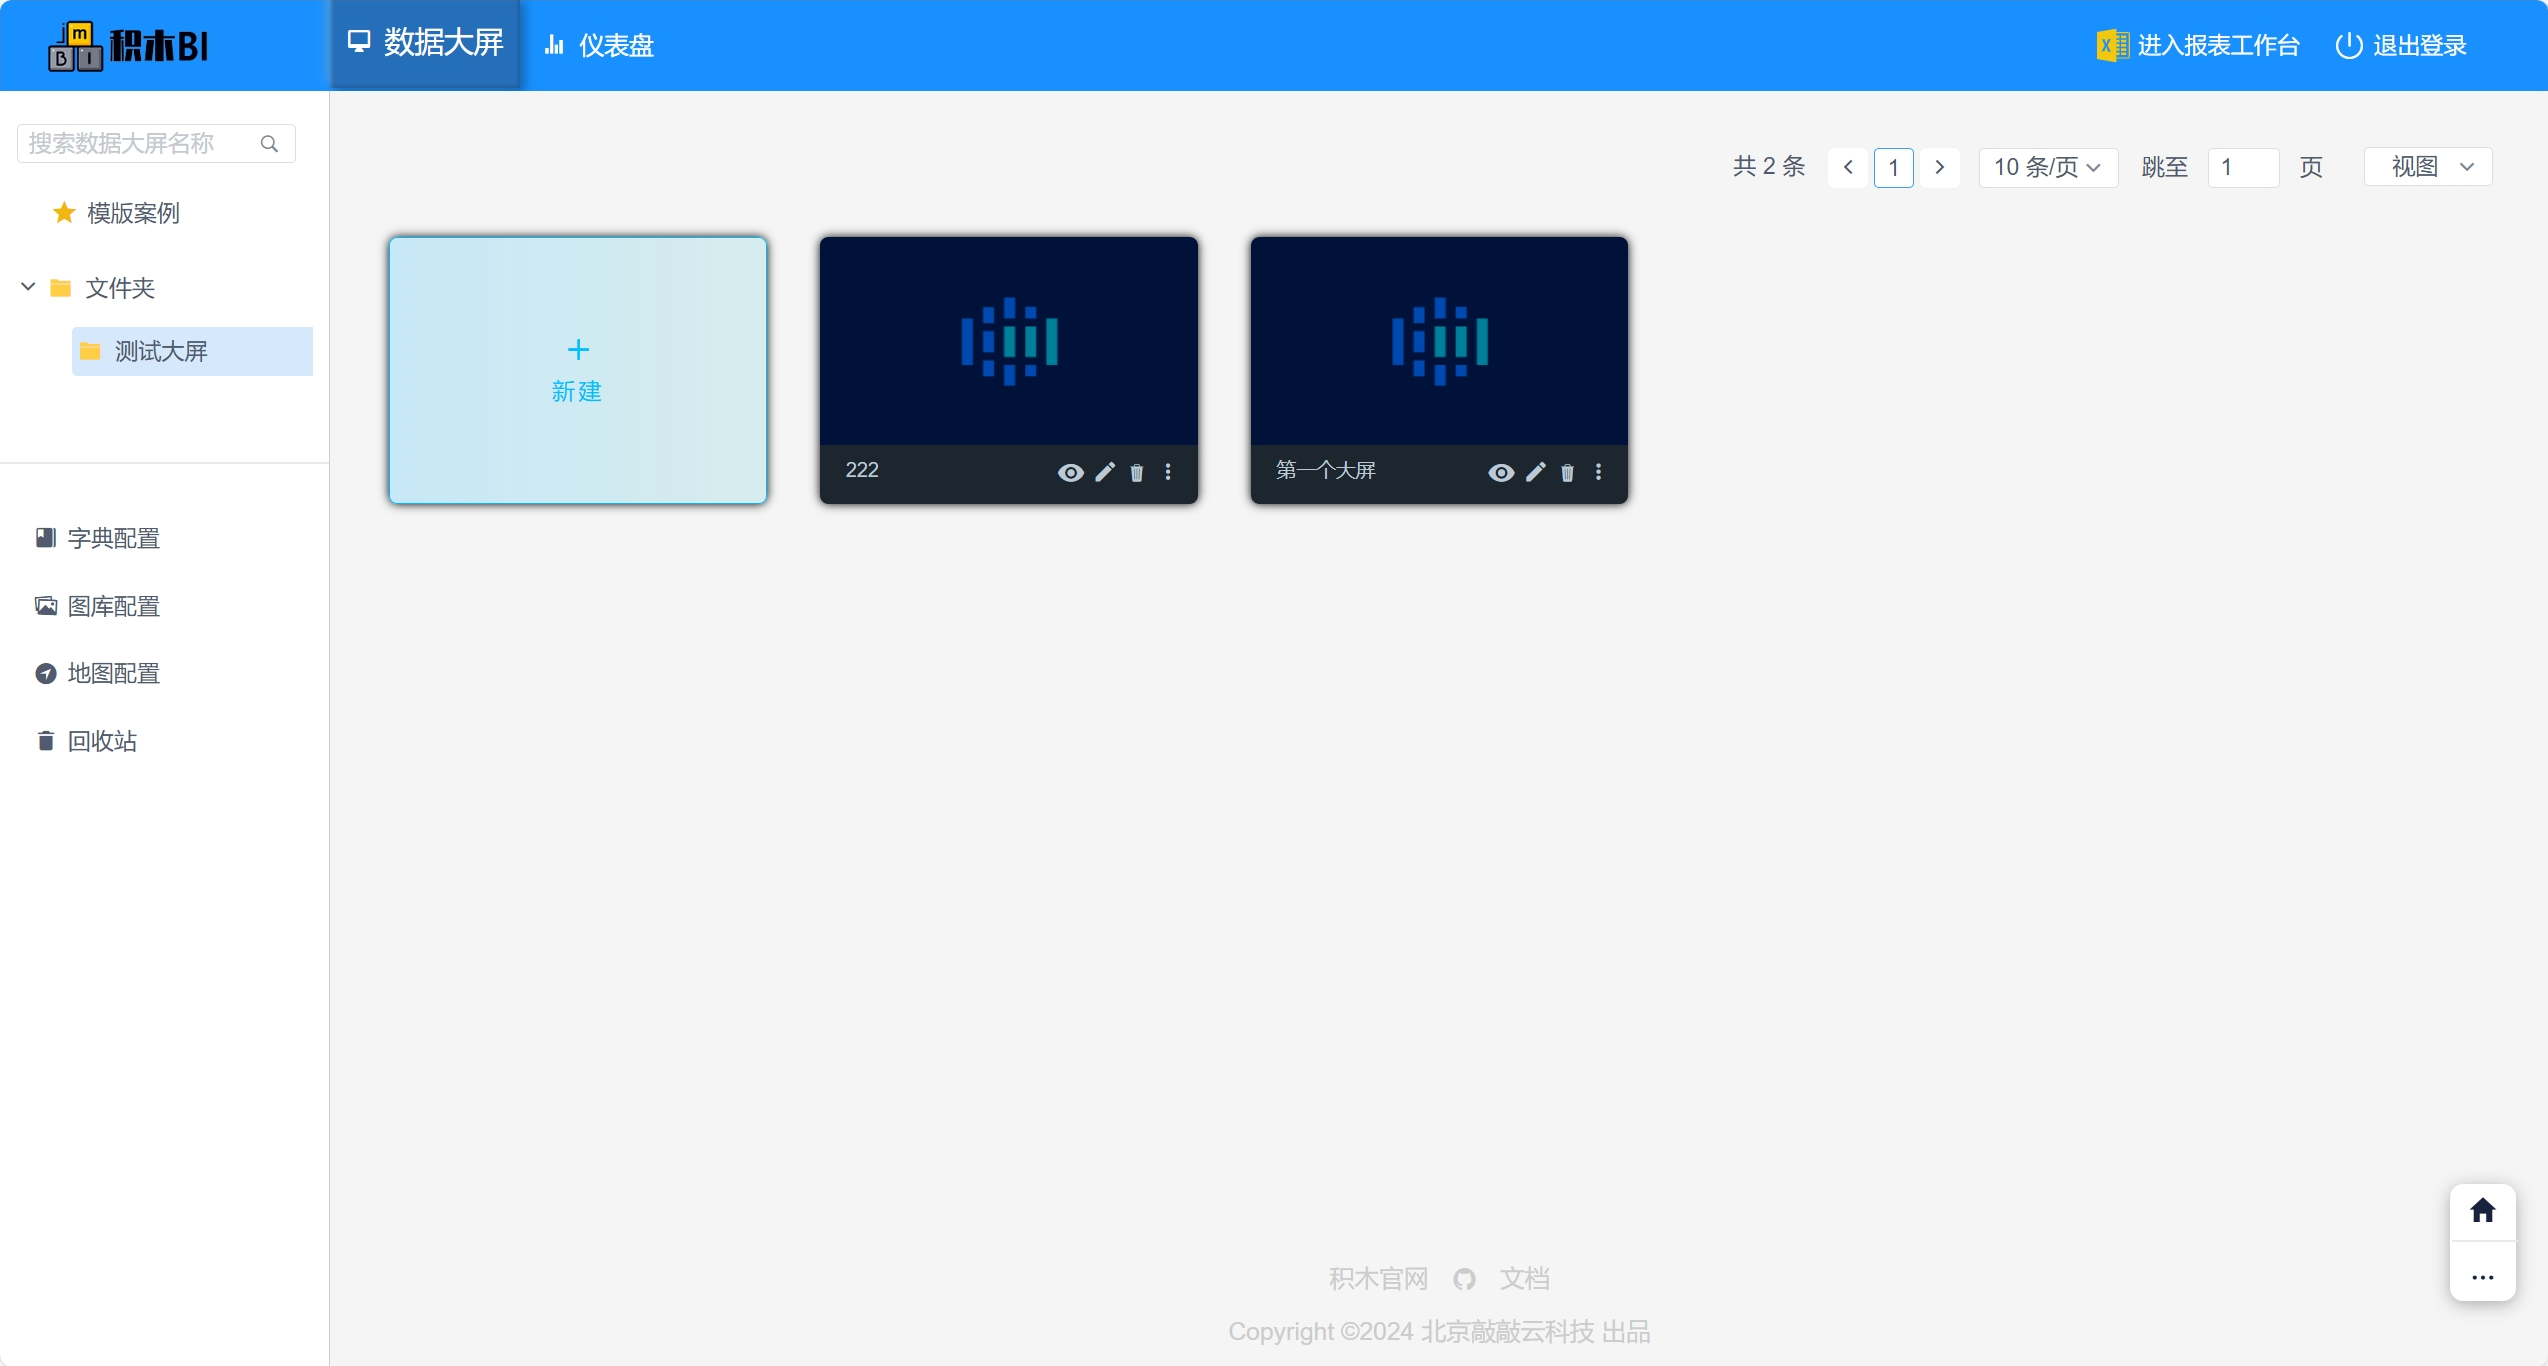 jm
BI 积木BI
数据大屏
仪表盘
进入报表工作台
退出登录
搜索数据大屏名称
共 2 条
1
10 条/页
跳至
1
页
视图
模版案例
文件夹
测试大屏
新建
222
第一个大屏
字典配置
图库配置
地图配置
回收站
积木官网
文档
Copyright ©2024 北京敲敲云科技 出品